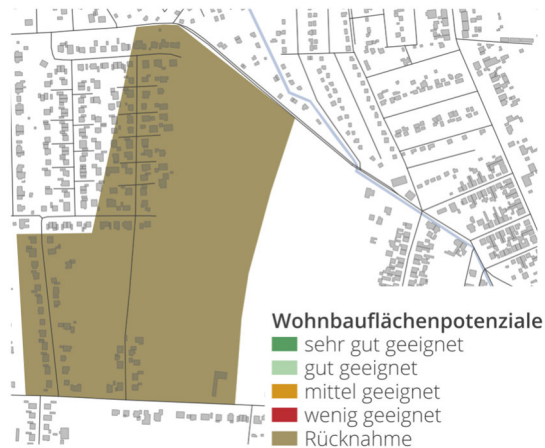 Wohnbauflächenpotenziale
sehr gut geeignet
gut geeignet
mittel geeignet
wenig geeignet
Rücknahme